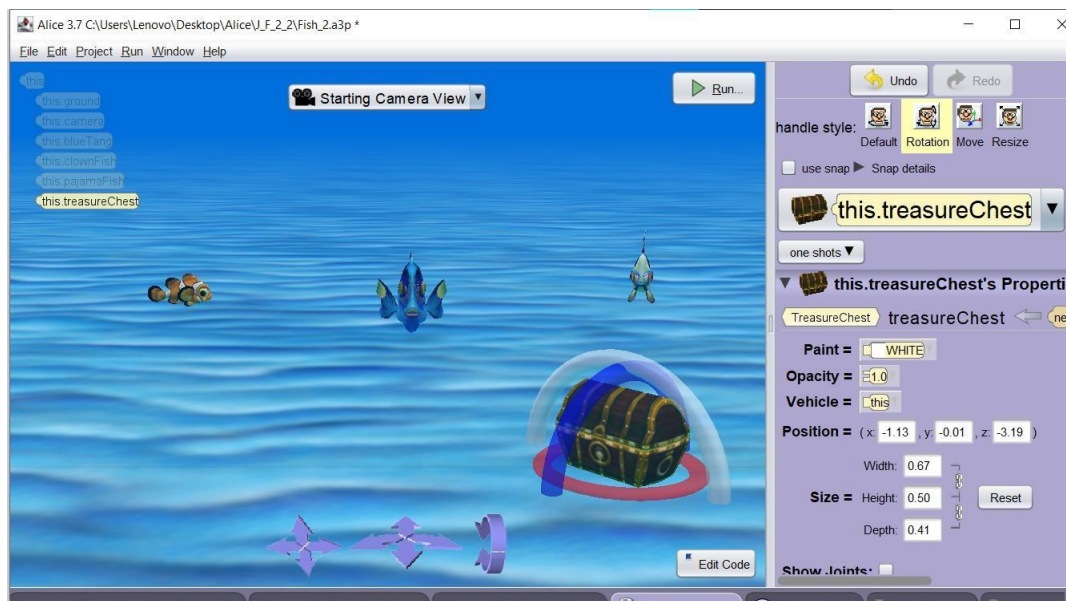 Alice 3.7 C:\Users\Lenovo\Desktop\Alice\J_F_2_2\Fish_2.a3p *
File Edit Project Run Window Help
this
this.ground
this.camera
this.blueTang
this.clownFish
this.pajamaFish
this.treasureChest
Starting Camera View
Run...
Edit Code
Undo Redo
handle style: Default Rotation Move Resize
use snap Snap details
this.treasureChest
one shots
this.treasureChest's Properti
TreasureChest treasureChest ne
Paint = WHITE
Opacity = 1.0
Vehicle = this
Position = ( x: -1.13 , y: -0.01 , z: -3.19 )
Width: 0.67
Size = Height: 0.50 Reset
Depth: 0.41
Show Joints: